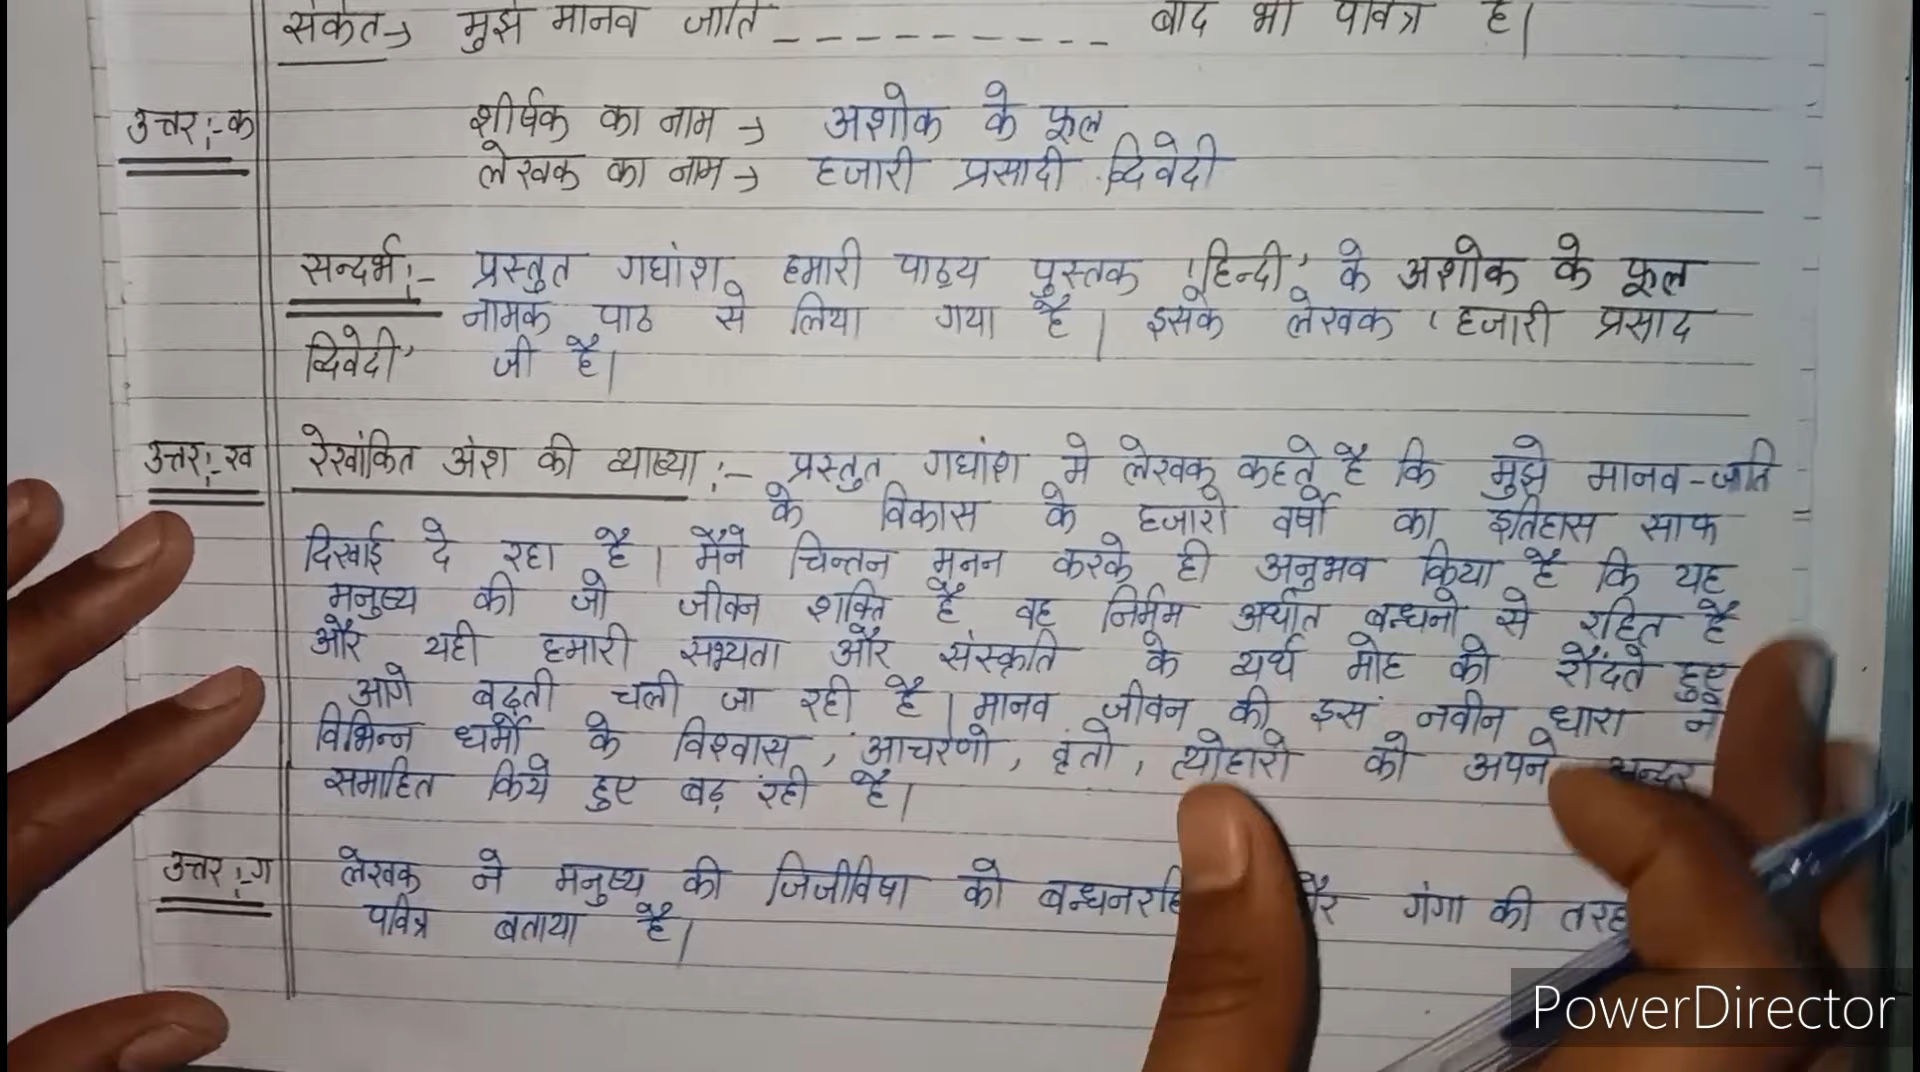 संकेत→ मुझे मानव जाति _ _ _ _ _ _ _ _ _ _ बाद भी पवित्र है।
उत्तर:-क शीर्षक का नाम → अशोक के फूल
लेखक का नाम → हजारी प्रसादी द्विवेदी
सन्दर्भ:- प्रस्तुत गद्यांश हमारी पाठ्य पुस्तक 'हिन्दी' के अशोक के फूल
नामक पाठ से लिया गया है। इसके लेखक 'हजारी प्रसाद
द्विवेदी' जी है।
उत्तर:-ख रेखांकित अंश की व्याख्या:- प्रस्तुत गद्यांश मे लेखक कहते है कि मुझे मानव-जाति
के विकास के हजारो वर्षो का इतिहास साफ
दिखाई दे रहा है। मैंने चिन्तन मनन करके ही अनुभव किया है कि यह
मनुष्य की जो जीवन शक्ति है वह निर्मम अर्थात बन्धनो से रहित है
और यही हमारी सभ्यता और संस्कृति के व्यर्थ मोह को रौंदते हुए
आगे बढ़ती चली जा रही है। मानव जीवन की इस नवीन धारा ने
विभिन्न धर्मो के विश्वास, आचरणो, वृतो, त्योहारो को अपने अन्दर
समाहित किये हुए बढ़ रही है।
उत्तर:-ग लेखक ने मनुष्य की जिजीविषा को गंगा की तरह
पवित्र बताया है।
PowerDirector